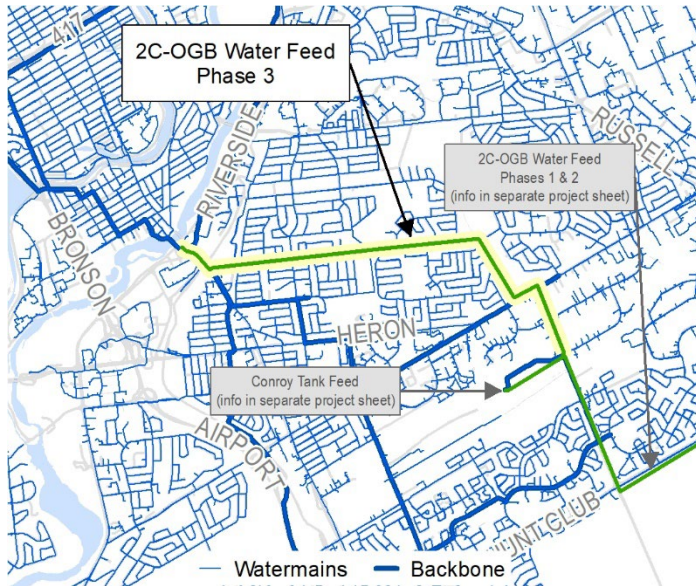 417
2C-OGB Water Feed
Phase 3
RIVERSIDE
RUSSELL
2C-OGB Water Feed
Phases 1 & 2
(info in separate project sheet)
BRONSON
HERON
Conroy Tank Feed
(info in separate project sheet)
AIRPORT
HUNT CLUB
Watermains
Backbone